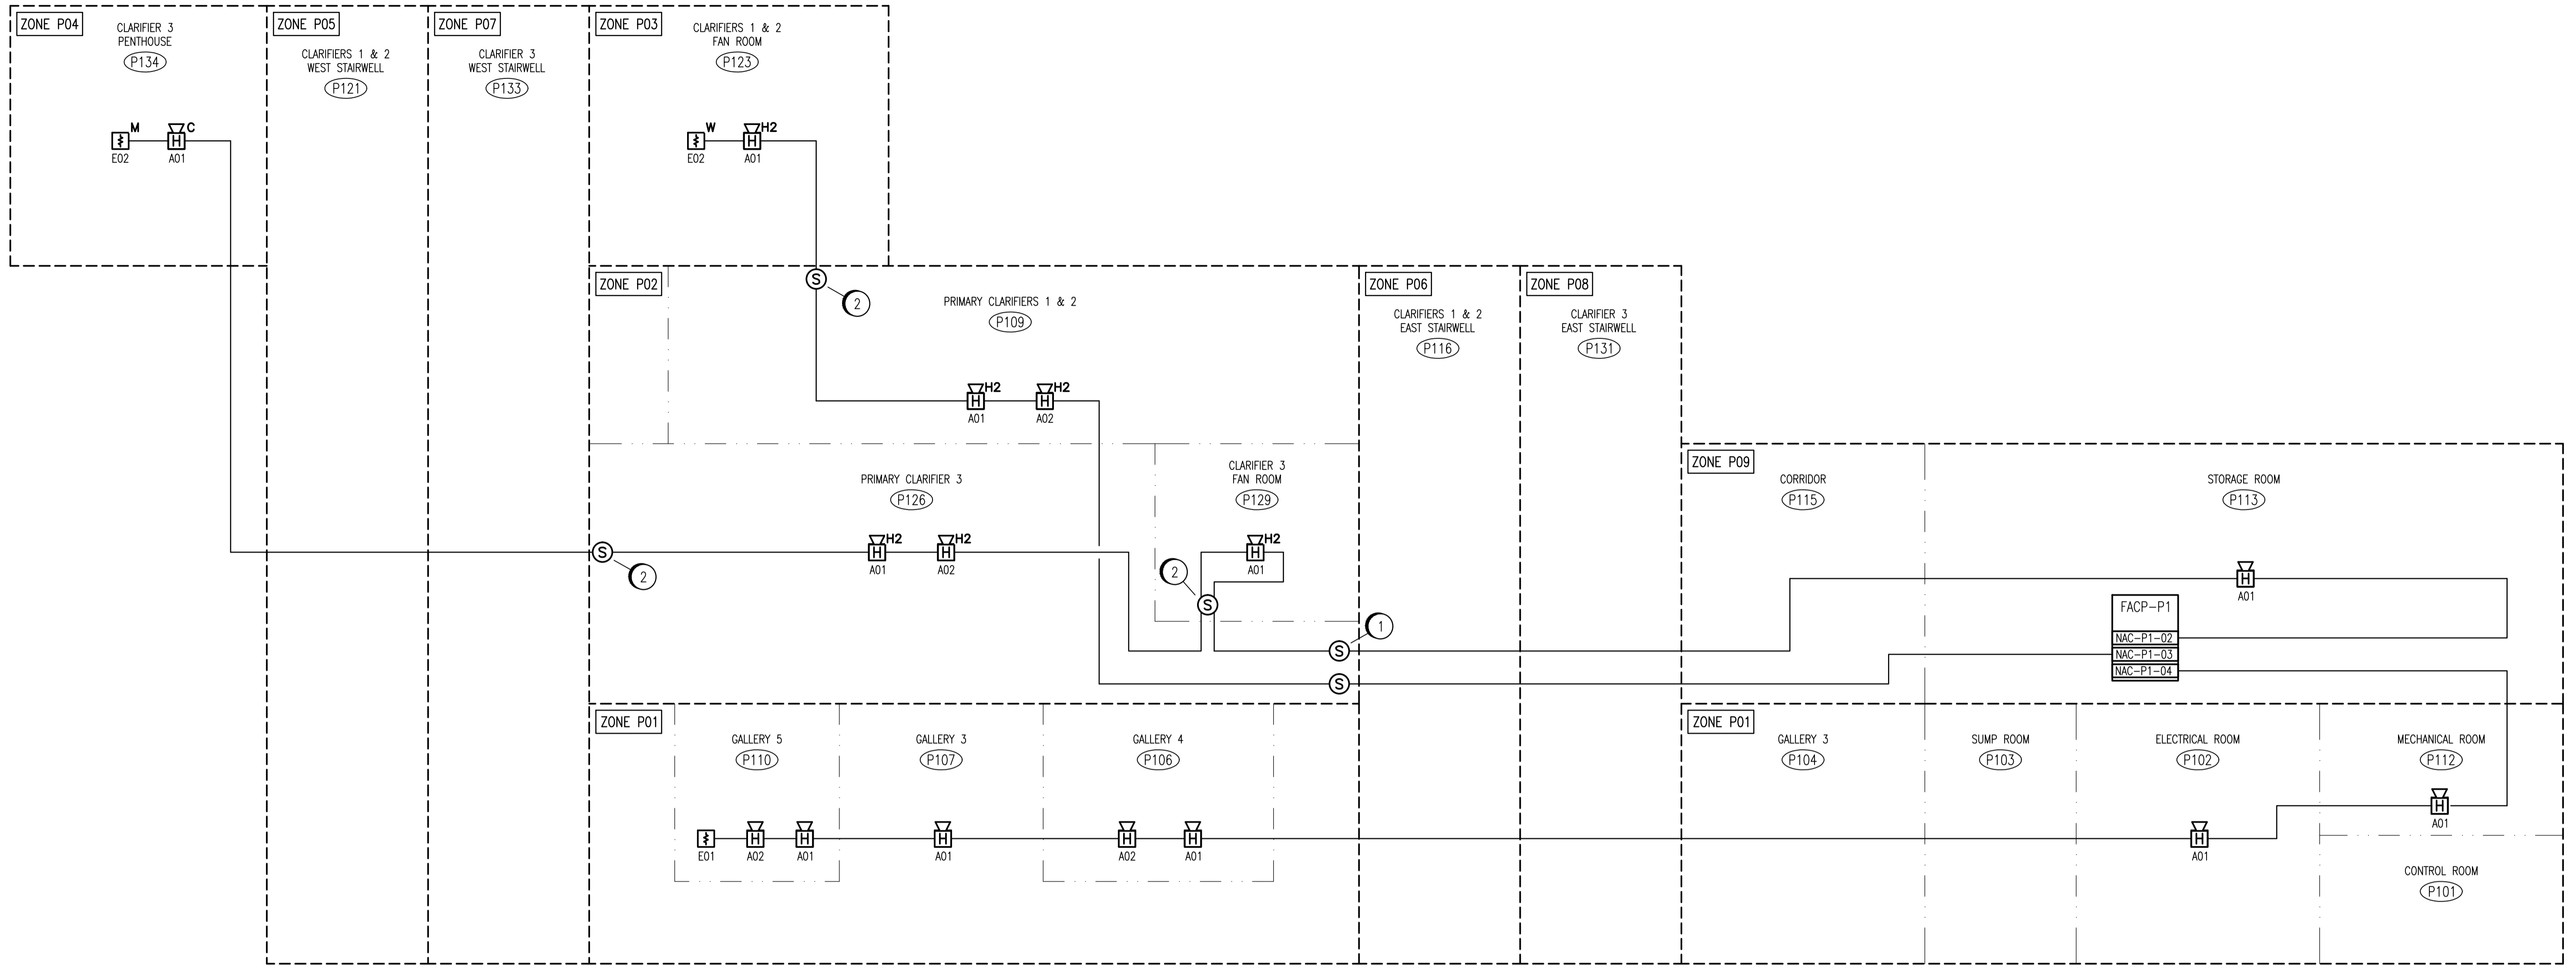 ZONE P04
CLARIFIER 3
PENTHOUSE
P134
M
C
H
E02
A01
ZONE P05
CLARIFIERS 1 & 2
WEST STAIRWELL
P121
ZONE P07
CLARIFIER 3
WEST STAIRWELL
P133
ZONE P03
CLARIFIERS 1 & 2
FAN ROOM
P123
W
H2
H
E02
A01
S
2
ZONE P02
PRIMARY CLARIFIERS 1 & 2
P109
H2
H2
H
H
A01
A02
PRIMARY CLARIFIER 3
P126
H2
H2
S
H
H
A01
A02
2
CLARIFIER 3
FAN ROOM
P129
H2
H
A01
2
S
1
S
S
ZONE P06
CLARIFIERS 1 & 2
EAST STAIRWELL
P116
ZONE P08
CLARIFIER 3
EAST STAIRWELL
P131
ZONE P09
CORRIDOR
P115
STORAGE ROOM
P113
H
A01
FACP-P1
NAC-P1-02
NAC-P1-03
NAC-P1-04
ZONE P01
GALLERY 5
P110
H
H
E01
A02
A01
GALLERY 3
P107
H
A01
GALLERY 4
P106
H
H
A02
A01
ZONE P01
GALLERY 3
P104
SUMP ROOM
P103
ELECTRICAL ROOM
P102
H
A01
MECHANICAL ROOM
P112
H
A01
CONTROL ROOM
P101